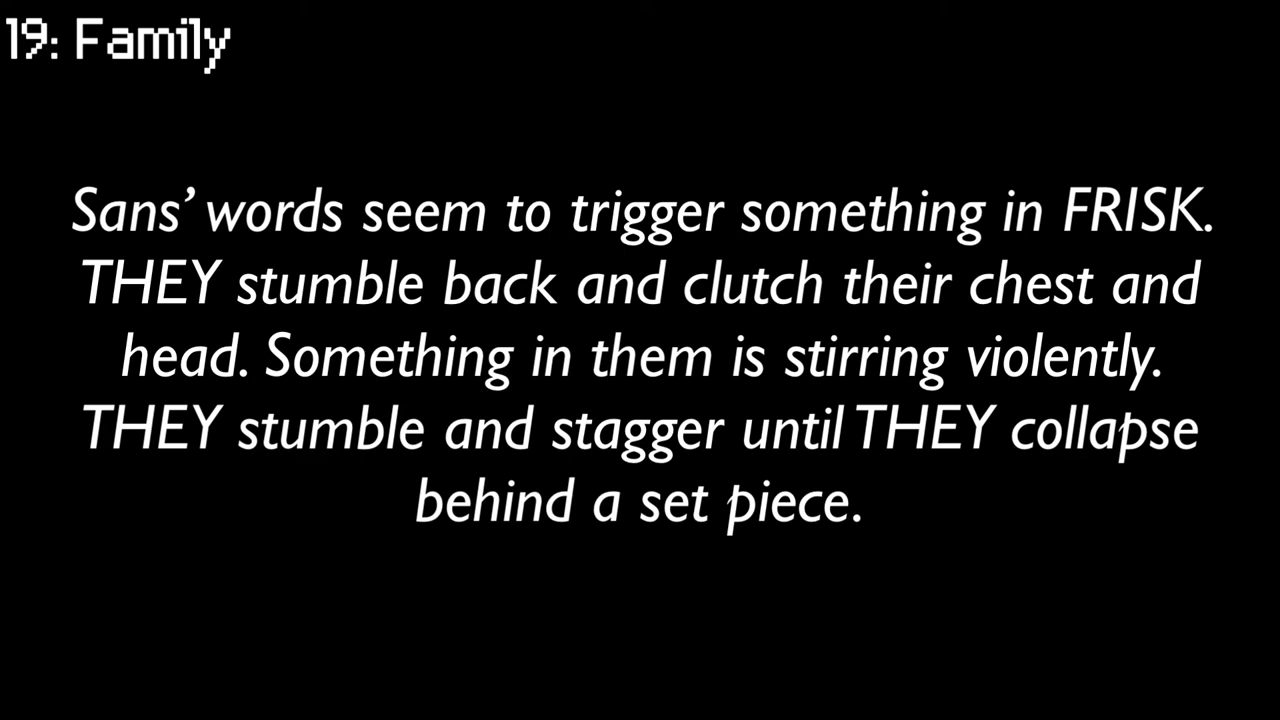 19: Family
Sans’ words seem to trigger something in FRISK.
THEY stumble back and clutch their chest and
head. Something in them is stirring violently.
THEY stumble and stagger until THEY collapse
behind a set piece.